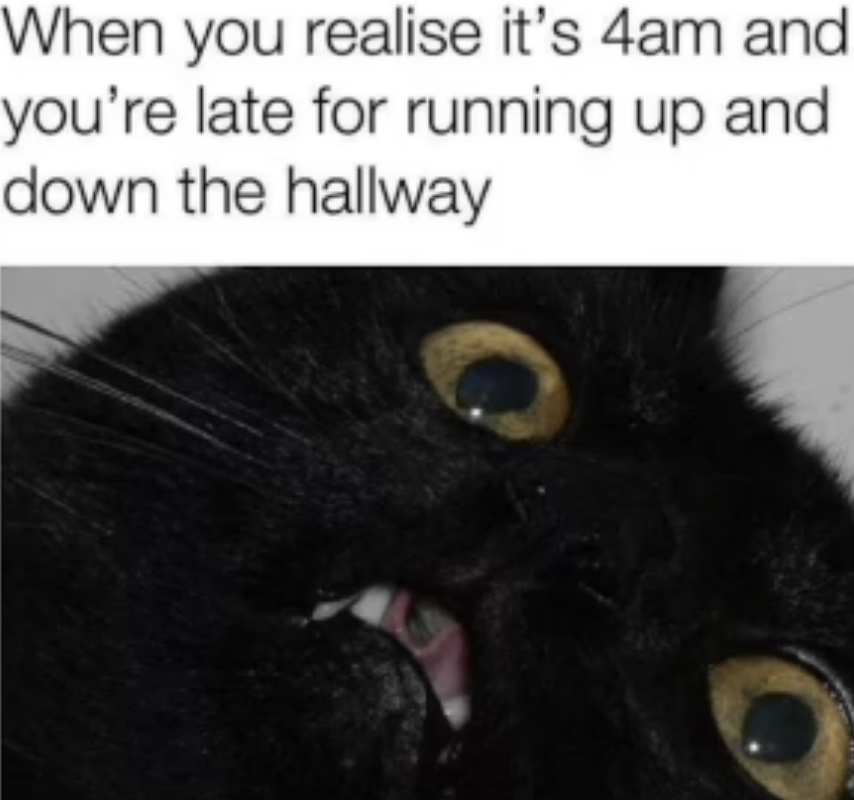 When you realise it’s 4am and
you’re late for running up and
down the hallway